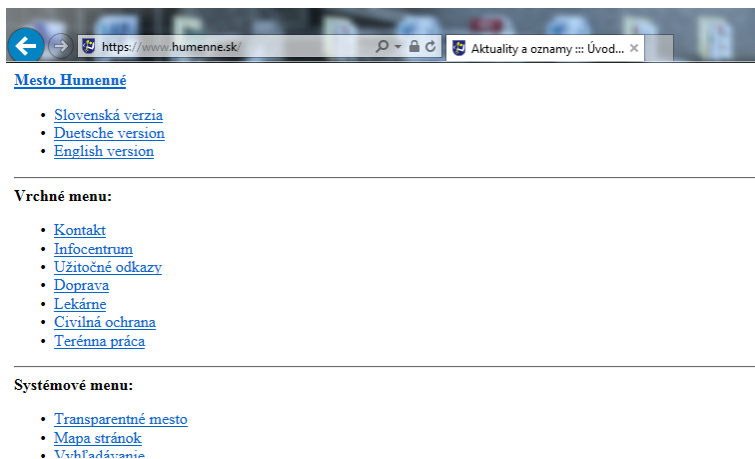 https://www.humenne.sk/
Aktuality a oznamy ::: Úvod...
Mesto Humenné
Slovenská verzia
Duetsche version
English version
Vrchné menu:
Kontakt
Infocentrum
Užitočné odkazy
Doprava
Lekárne
Civilná ochrana
Terénna práca
Systémové menu:
Transparentné mesto
Mapa stránok
Vyhľadávanie